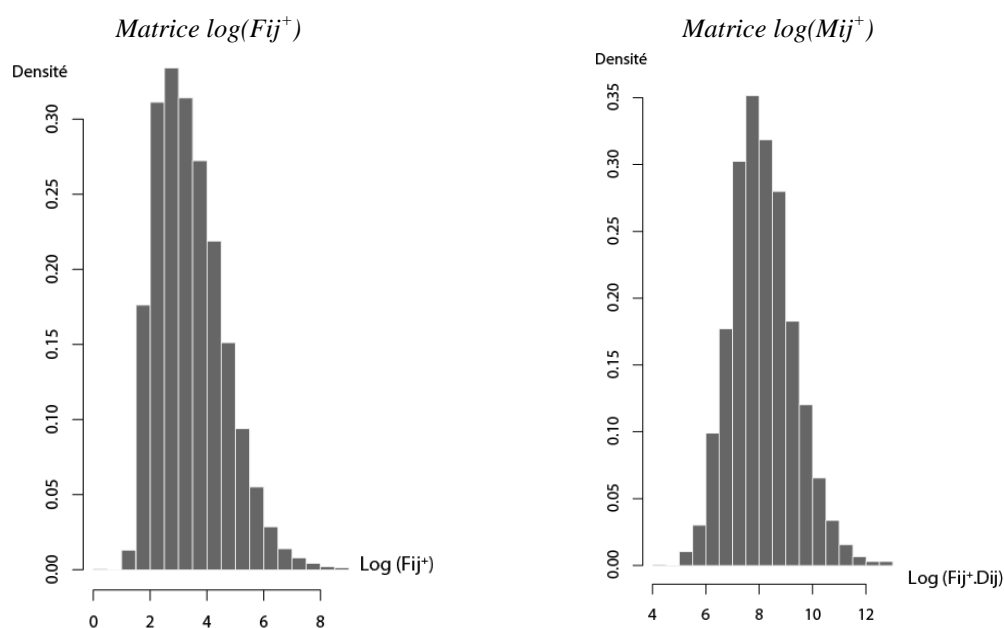 Matrice log(Fij⁺)
Densité
0.30
0.25
0.20
0.15
0.10
0.05
0.00
Log (Fij⁺)
0 2 4 6 8
Matrice log(Mij⁺)
Densité
0.35
0.30
0.25
0.20
0.15
0.10
0.05
0.00
Log (Fij⁺.Dij)
4 6 8 10 12